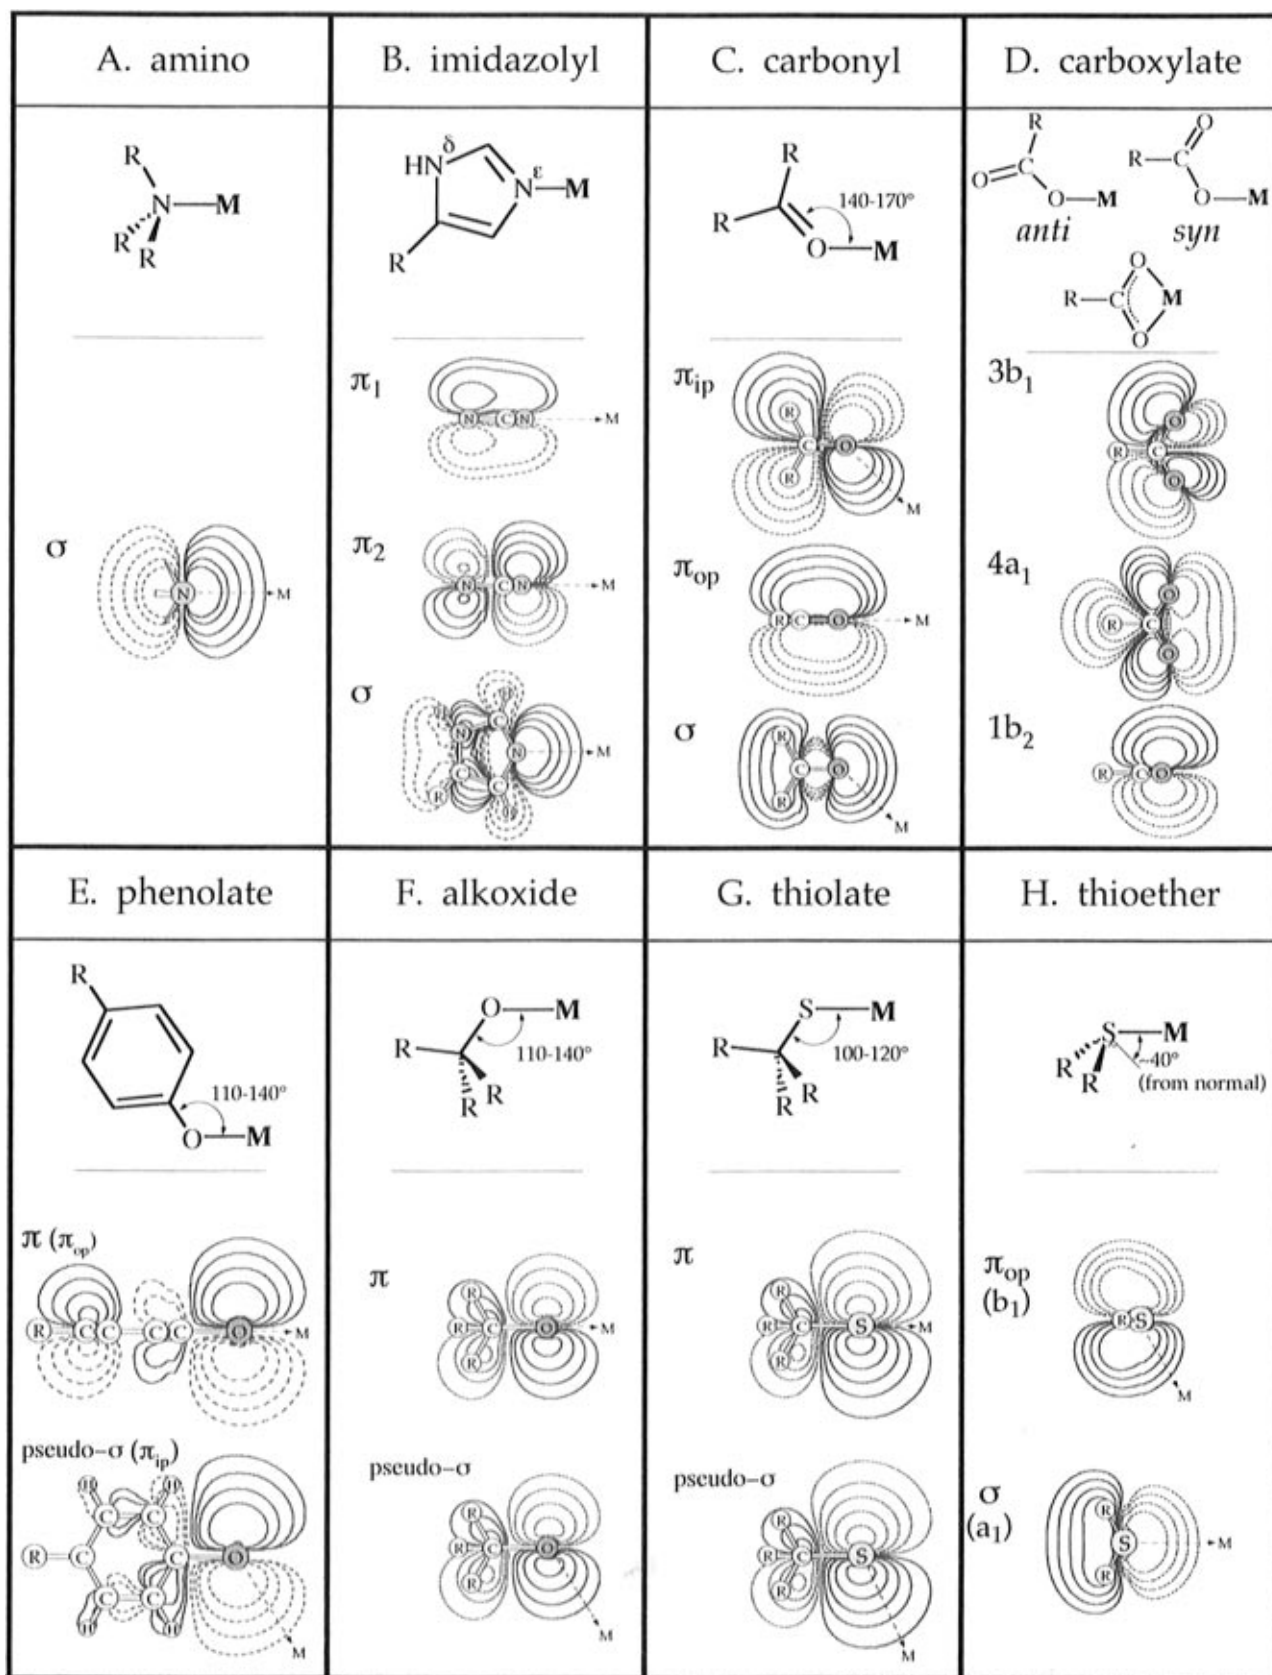 A. amino
B. imidazolyl
C. carbonyl
D. carboxylate
R
N
M
R
R
HN
δ
N
ε
M
R
R
R
O
M
140-170°
R
O
C
O
M
anti
O
R
C
O
M
syn
R
C
O
O
M
σ
N
M
π1
N
C
N
M
π2
N
C
N
M
σ
H
H
N
C
N
C
C
R
H
M
πip
R
C
O
R
M
πop
R
C
O
M
σ
R
C
O
R
M
3b1
O
R
C
O
4a1
O
R
C
O
1b2
R
C
O
E. phenolate
F. alkoxide
G. thiolate
H. thioether
R
O
M
110-140°
O
M
R
R
R
110-140°
S
M
R
R
R
100-120°
S
M
R
R
~40°
(from normal)
π (πop)
R
C
C
C
C
O
M
pseudo-σ (πip)
H
H
C
C
R
C
C
O
C
C
H
H
M
π
R
R
C
O
R
M
pseudo-σ
R
R
C
O
R
M
π
R
R
C
S
R
M
pseudo-σ
R
R
C
S
R
M
πop
(b1)
R
S
M
σ
(a1)
R
S
R
M